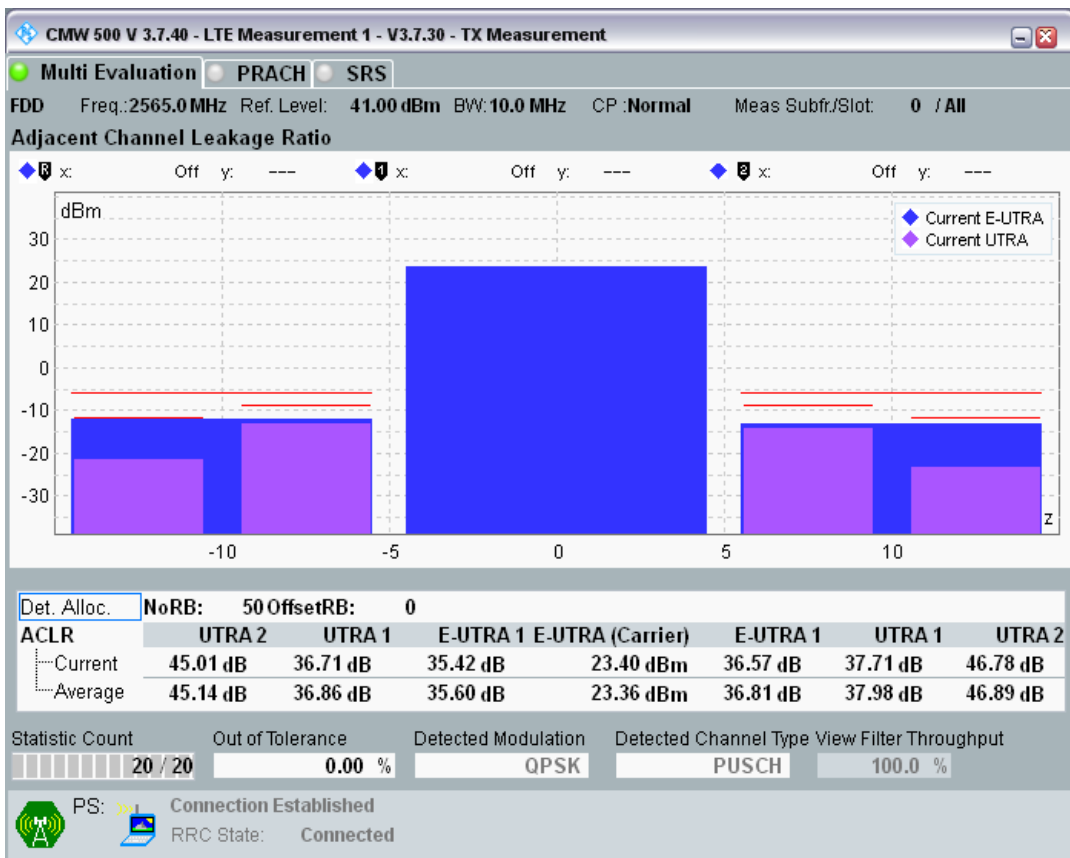 CMW 500 V 3.7.40 - LTE Measurement 1 - V3.7.30 - TX Measurement
Multi Evaluation PRACH SRS
FDD Freq.:2565.0 MHz Ref. Level: 41.00 dBm BW:10.0 MHz CP :Normal Meas Subfr./Slot: 0 / All
Adjacent Channel Leakage Ratio
R x: Off y: --- 1 x: Off y: --- 2 x: Off y: ---
dBm
Current E-UTRA
Current UTRA
30
20
10
0
-10
-20
-30
z
-10 -5 0 5 10
Det. Alloc. NoRB: 50 OffsetRB: 0
ACLR UTRA 2 UTRA 1 E-UTRA 1 E-UTRA (Carrier) E-UTRA 1 UTRA 1 UTRA 2
Current 45.01 dB 36.71 dB 35.42 dB 23.40 dBm 36.57 dB 37.71 dB 46.78 dB
Average 45.14 dB 36.86 dB 35.60 dB 23.36 dBm 36.81 dB 37.98 dB 46.89 dB
Statistic Count Out of Tolerance Detected Modulation Detected Channel Type View Filter Throughput
20 / 20 0.00 % QPSK PUSCH 100.0 %
PS: Connection Established
RRC State: Connected